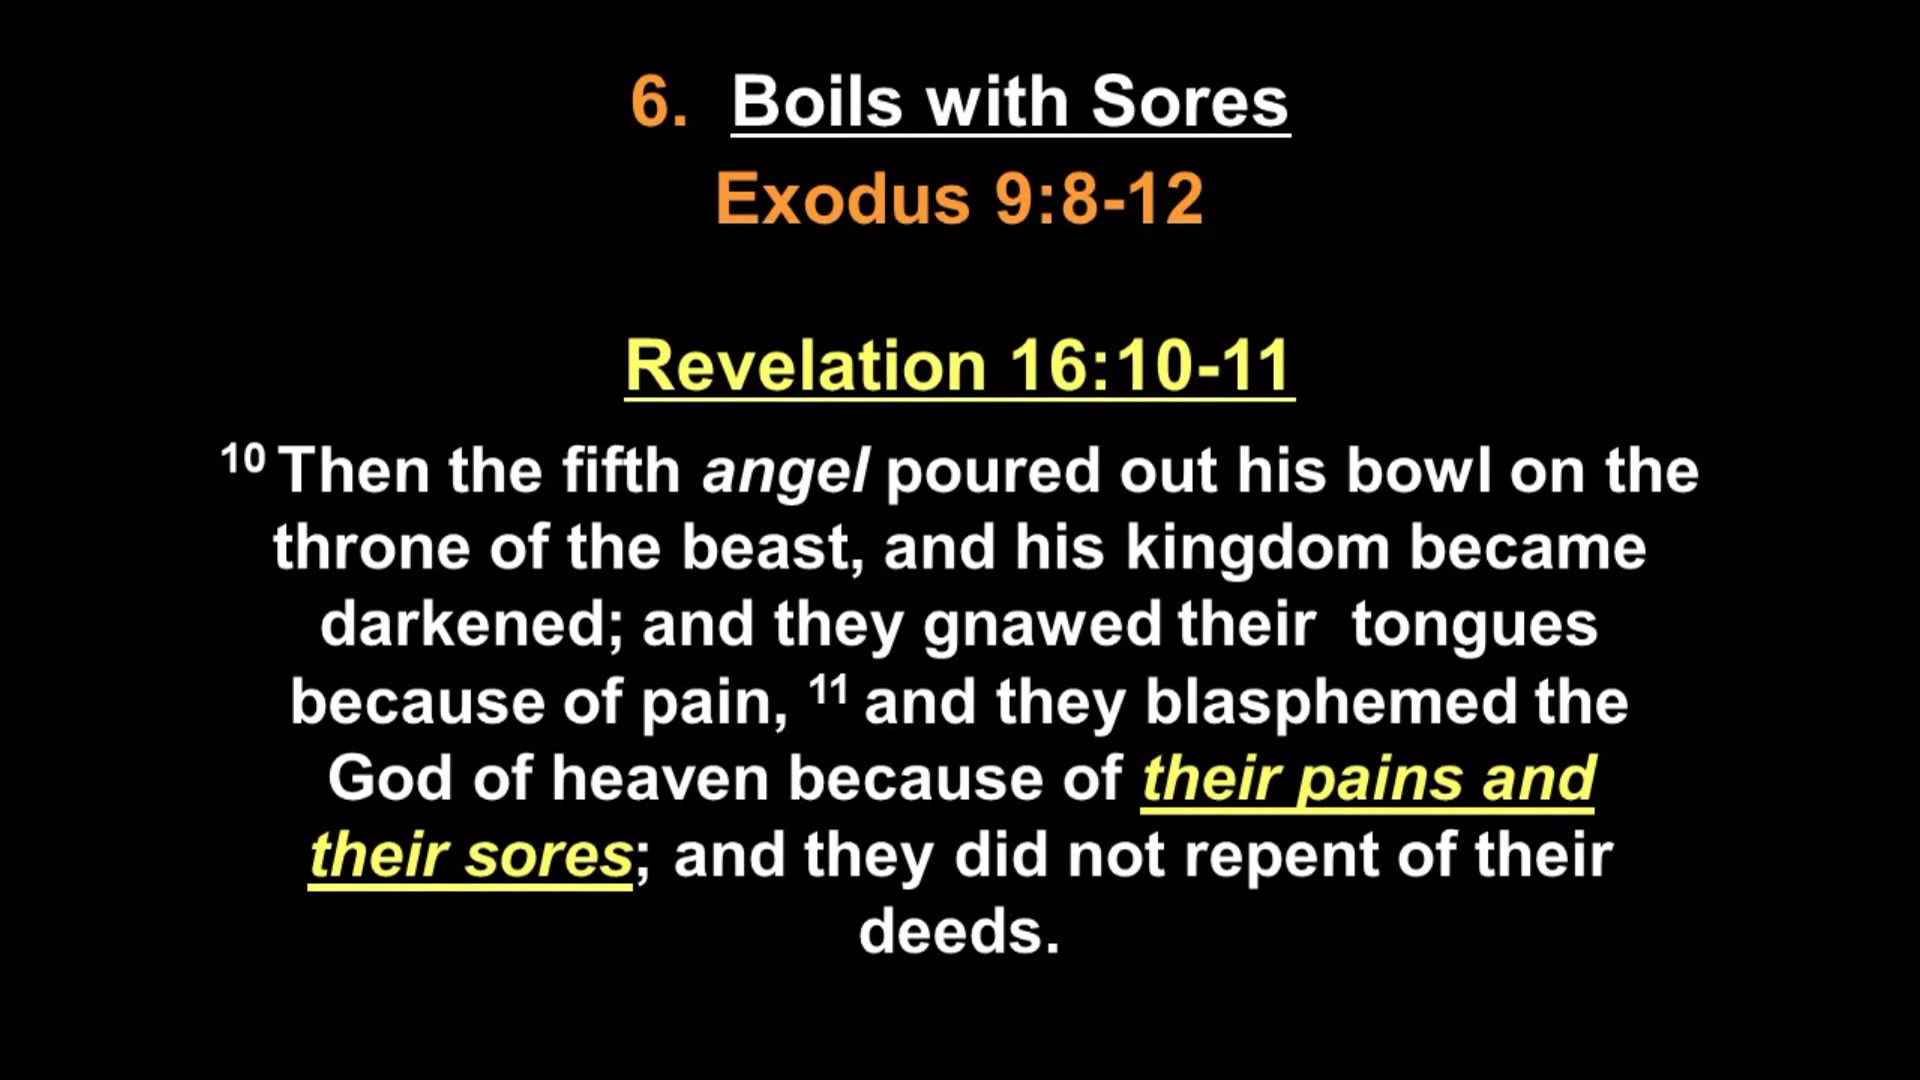 6. Boils with Sores
Exodus 9:8-12
Revelation 16:10-11
10 Then the fifth angel poured out his bowl on the
throne of the beast, and his kingdom became
darkened; and they gnawed their tongues
because of pain, 11 and they blasphemed the
God of heaven because of their pains and
their sores; and they did not repent of their
deeds.